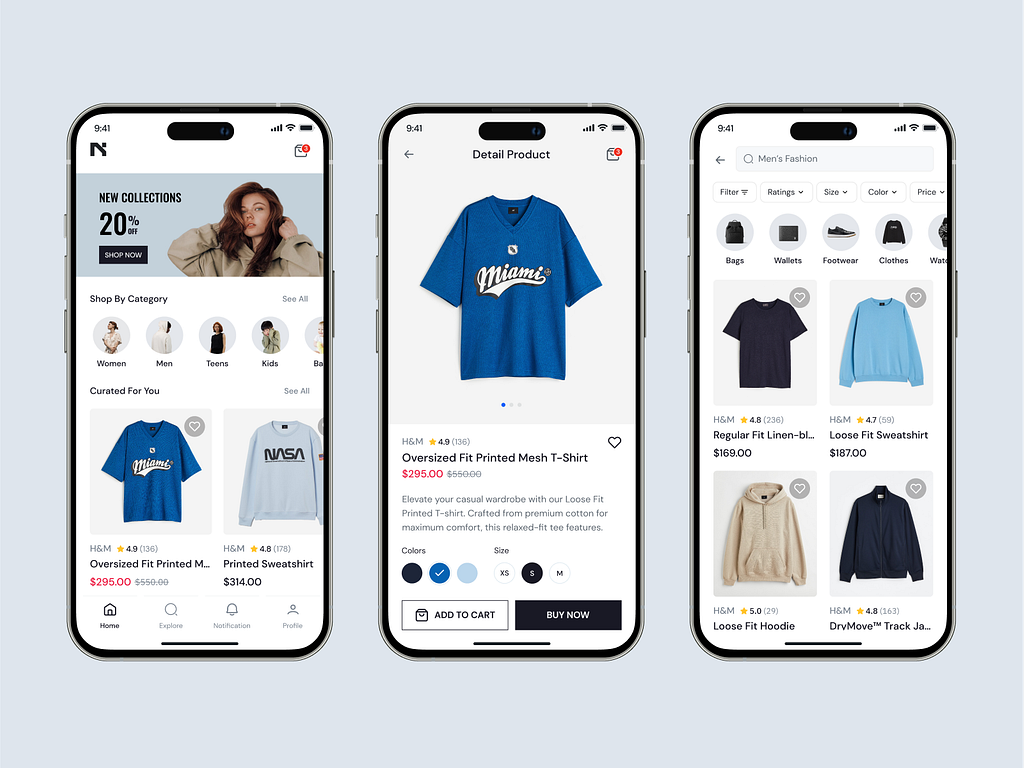 9:41
3
NEW COLLECTIONS
20%
OFF
SHOP NOW
Shop By Category
See All
Women
Men
Teens
Kids
Ba
Curated For You
See All
Miami
NASA
H&M 4.9 (136)
Oversized Fit Printed M...
$295.00 $550.00
H&M 4.8 (178)
Printed Sweatshirt
$314.00
Home
Explore
Notification
Profile
9:41
Detail Product
3
Miami
H&M 4.9 (136)
Oversized Fit Printed Mesh T-Shirt
$295.00 $550.00
Elevate your casual wardrobe with our Loose Fit
Printed T-shirt. Crafted from premium cotton for
maximum comfort, this relaxed-fit tee features.
Colors
Size
XS
S
M
ADD TO CART
BUY NOW
9:41
Men's Fashion
Filter
Ratings
Size
Color
Price
Bags
Wallets
Footwear
Clothes
Watc
H&M 4.8 (236)
Regular Fit Linen-bl...
$169.00
H&M 4.7 (59)
Loose Fit Sweatshirt
$187.00
H&M 5.0 (29)
Loose Fit Hoodie
H&M 4.8 (163)
DryMove™ Track Ja...